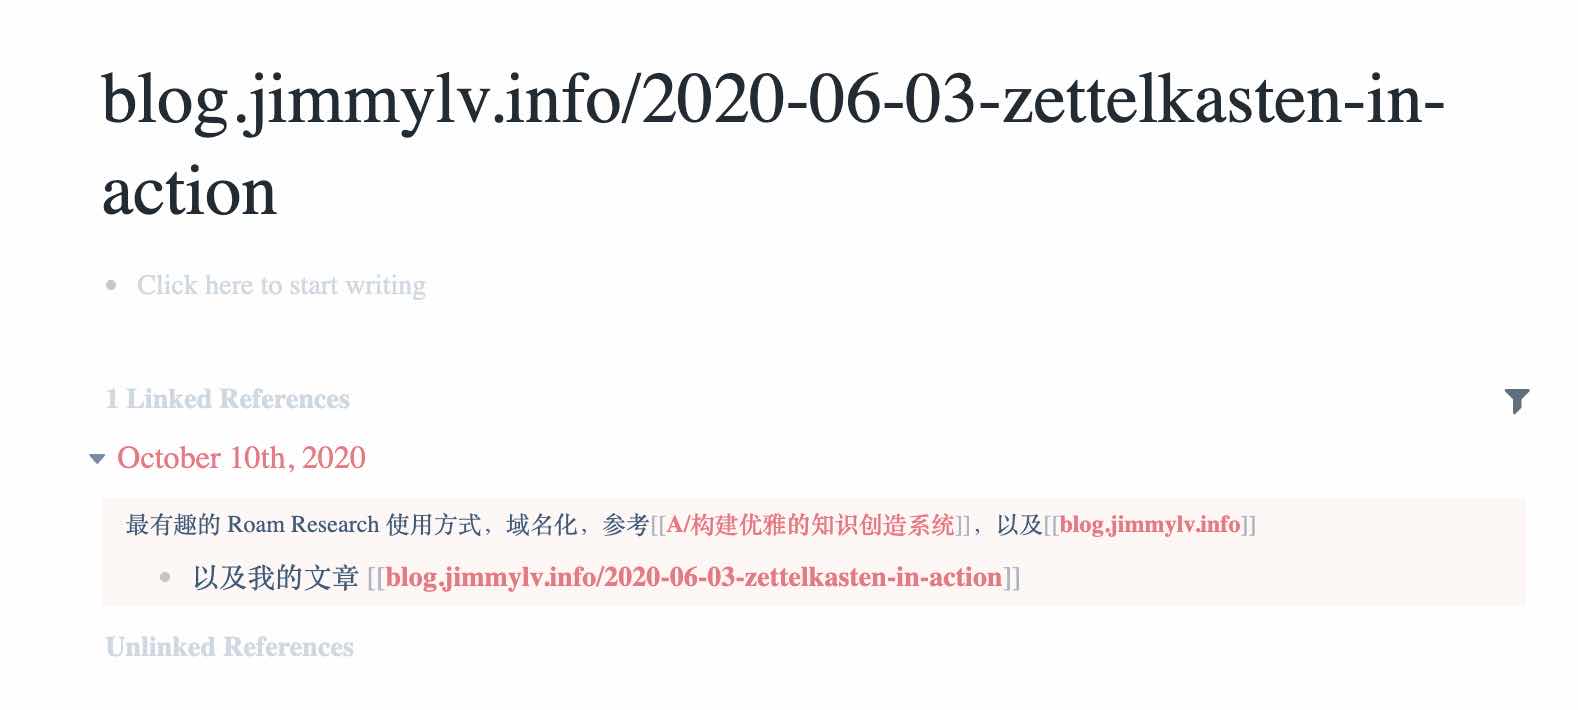 blog.jimmylv.info/2020-06-03-zettelkasten-in-
action
Click here to start writing
1 Linked References
October 10th, 2020
最有趣的 Roam Research 使用方式，域名化，参考[[A/构建优雅的知识创造系统]]，以及[[blog.jimmylv.info]]
以及我的文章 [[blog.jimmylv.info/2020-06-03-zettelkasten-in-action]]
Unlinked References